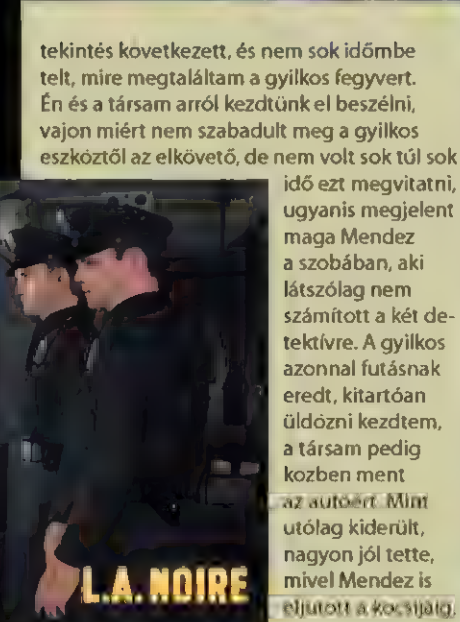 tekintés kovetkezett, és nem sok időmbe
telt, mire megtaláltam a gyilkos fegyvert.
Én és a társam arról kezdtünk el beszélni,
vajon miért nem szabadult meg a gyilkos
eszköztől az elkövető, de nem volt sok túl sok
idő ezt megvitatni,
ugyanis megjelent
maga Mendez
a szobában, aki
látszólag nem
számított a két de-
tektívre. A gyilkos
azonnal futásnak
eredt, kitartóan
üldözni kezdtem,
a társam pedig
kozben ment
az autóért. Mint
utólag kiderült,
nagyon jól tette,
mivel Mendez is
eljutott a kocsijáig,
L.A. NOIRE